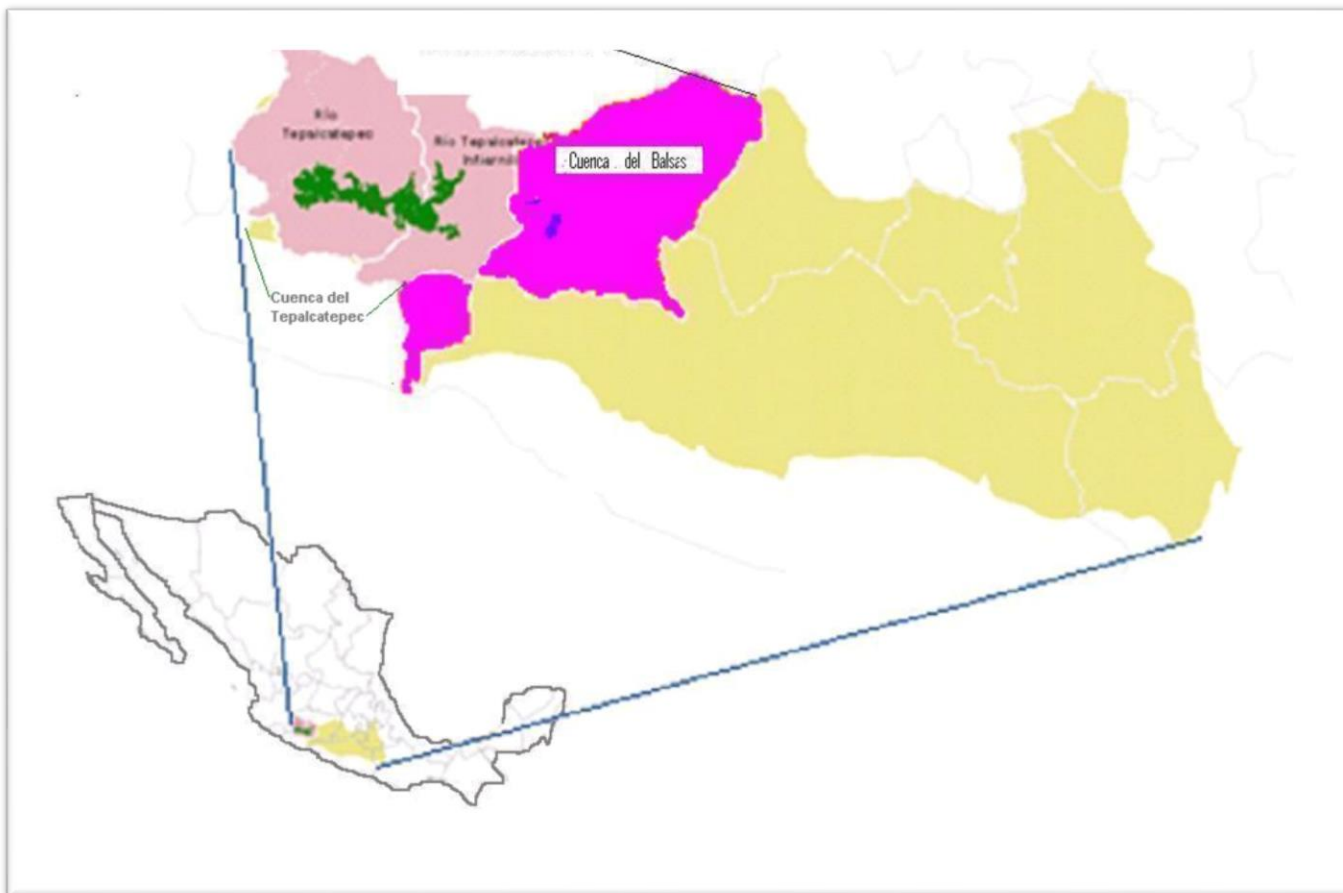 Río
Tepalcatepec
Río Tepalcatepec
Cuenca del Balsas
Cuenca del
Tepalcatepec